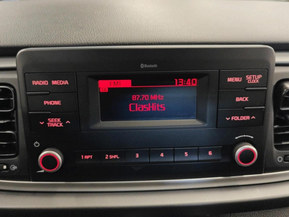 Bluetooth
RADIO MEDIA
13:40
MENU SETUP
CLOCK
87.70 MHz
ClasHits
PHONE
BACK
SEEK
TRACK
FOLDER
1 RPT 2 SHFL 3 4 5 6